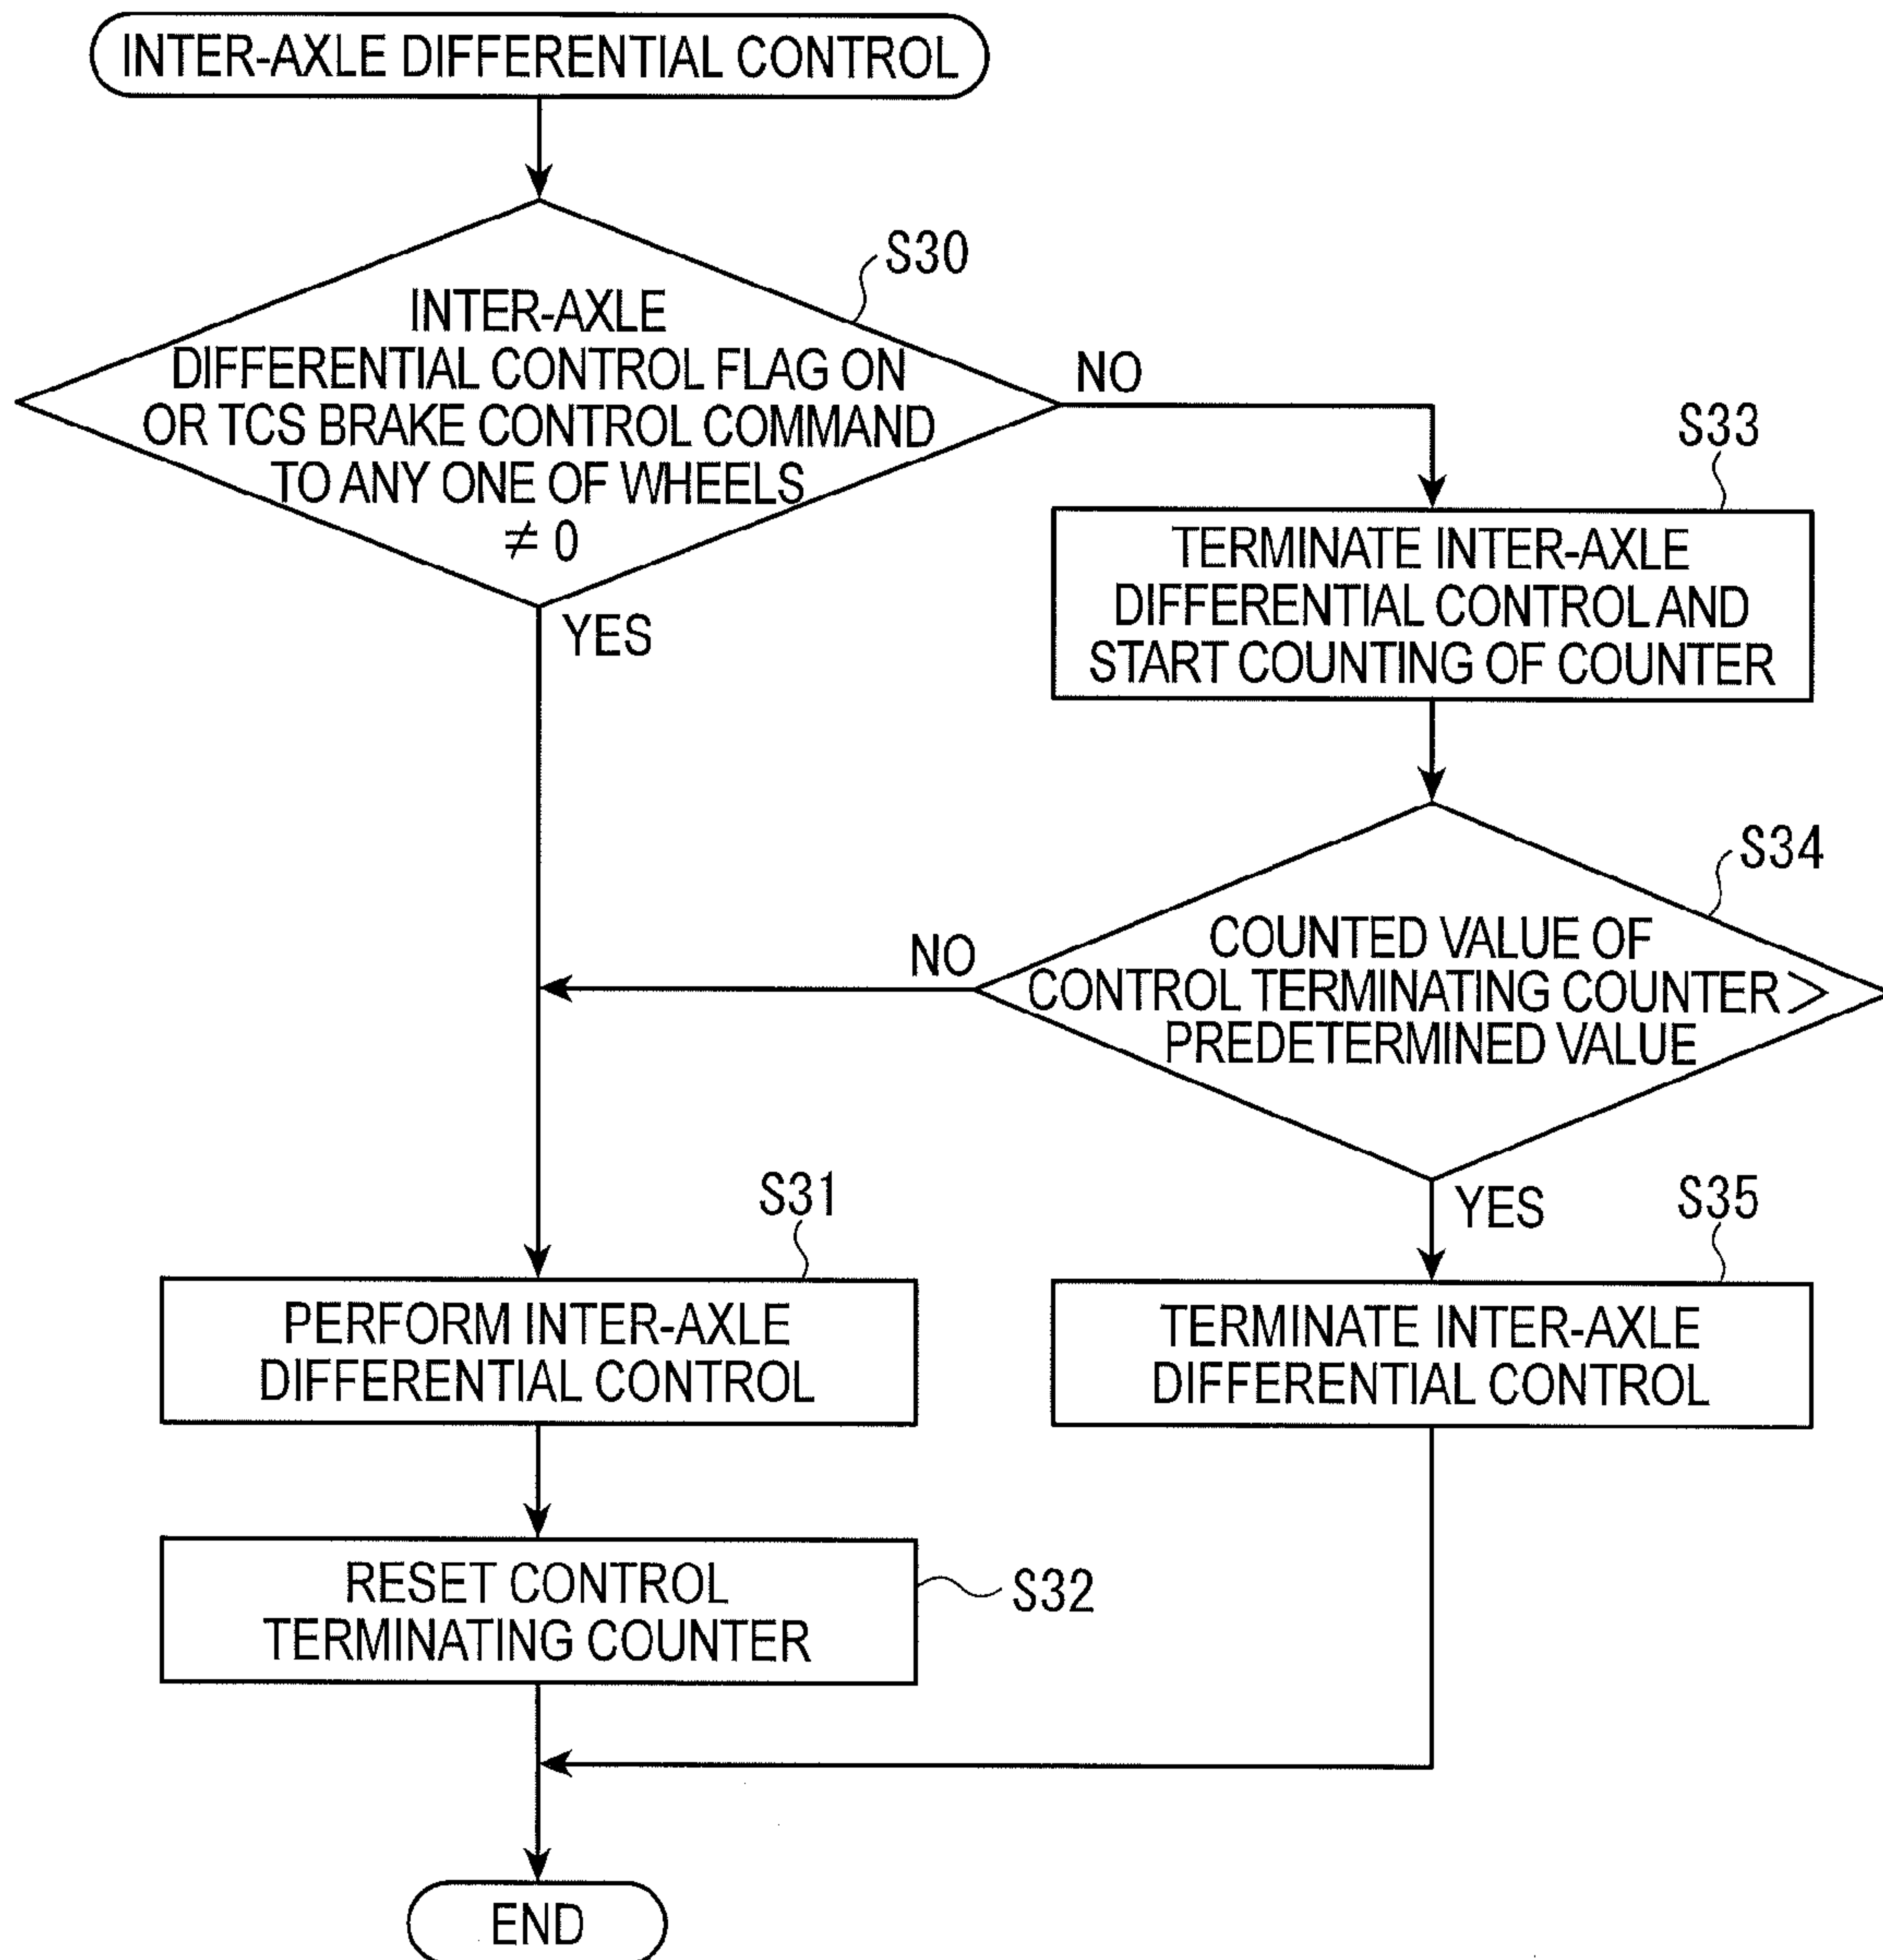 INTER-AXLE DIFFERENTIAL CONTROL
S30
INTER-AXLE
DIFFERENTIAL CONTROL FLAG ON
OR TCS BRAKE CONTROL COMMAND
TO ANY ONE OF WHEELS
≠ 0
NO
YES
S33
TERMINATE INTER-AXLE
DIFFERENTIAL CONTROL AND
START COUNTING OF COUNTER
S34
COUNTED VALUE OF
CONTROL TERMINATING COUNTER >
PREDETERMINED VALUE
NO
YES
S31
PERFORM INTER-AXLE
DIFFERENTIAL CONTROL
S35
TERMINATE INTER-AXLE
DIFFERENTIAL CONTROL
RESET CONTROL
TERMINATING COUNTER
S32
END